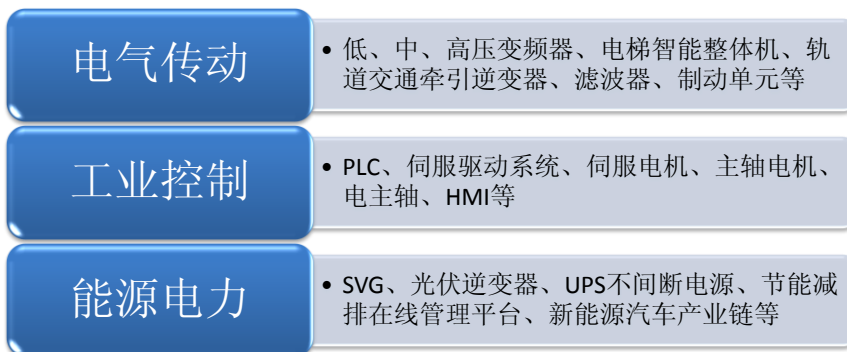 电气传动
• 低、中、高压变频器、电梯智能整体机、轨
道交通牵引逆变器、滤波器、制动单元等
工业控制
• PLC、伺服驱动系统、伺服电机、主轴电机、
电主轴、HMI等
能源电力
• SVG、光伏逆变器、UPS不间断电源、节能减
排在线管理平台、新能源汽车产业链等